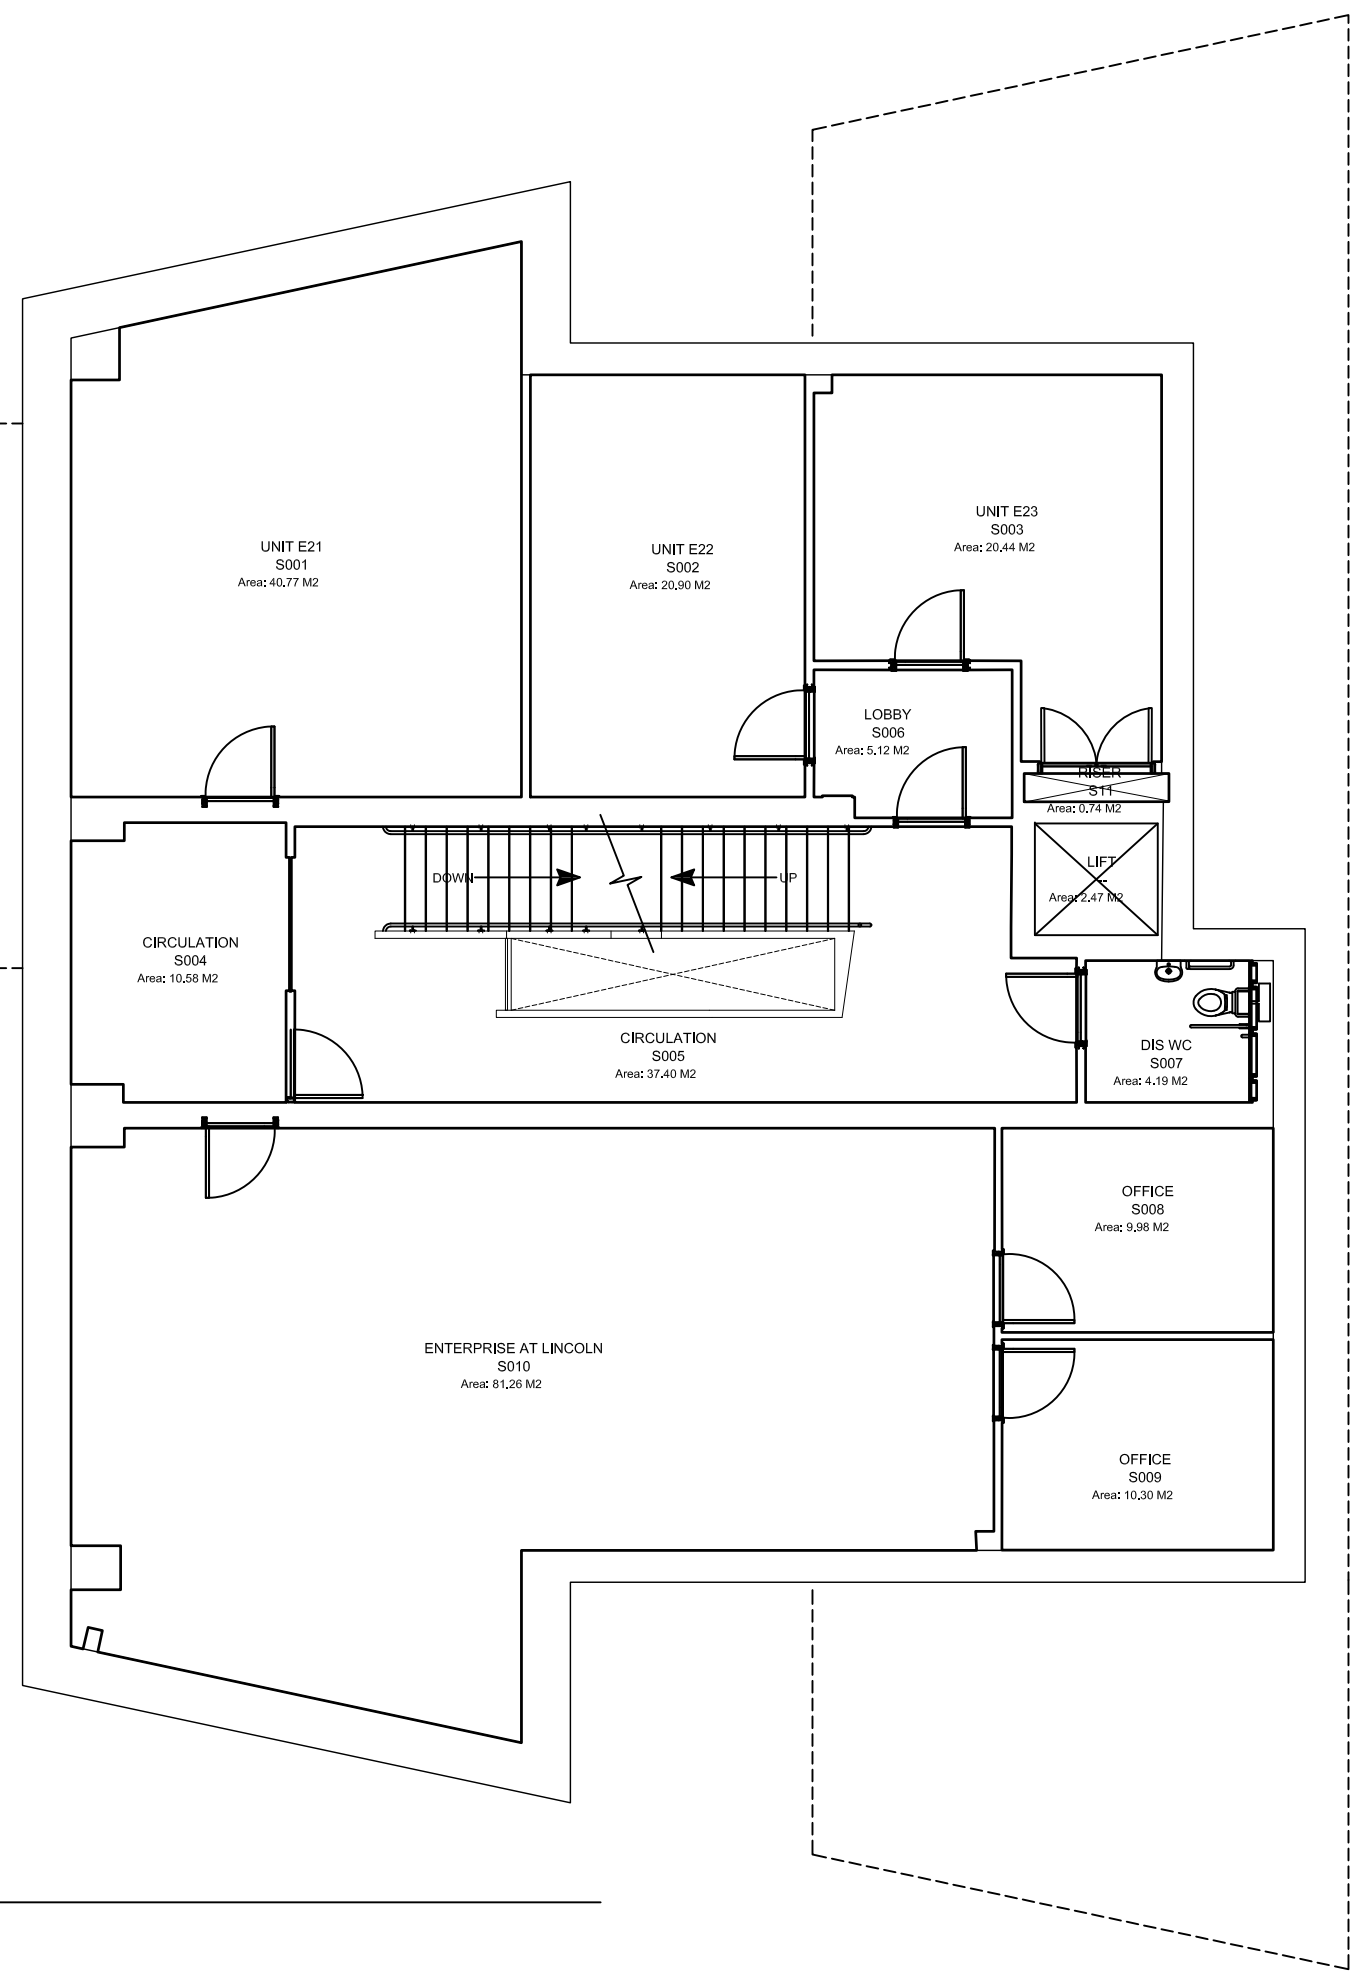 UNIT E21
S001
Area: 40.77 M2
UNIT E22
S002
Area: 20.90 M2
UNIT E23
S003
Area: 20.44 M2
LOBBY
S006
Area: 5.12 M2
RISER
S11
Area: 0.74 M2
LIFT
--
Area: 2.47 M2
DOWN
UP
CIRCULATION
S004
Area: 10.58 M2
CIRCULATION
S005
Area: 37.40 M2
DIS WC
S007
Area: 4.19 M2
OFFICE
S008
Area: 9.98 M2
ENTERPRISE AT LINCOLN
S010
Area: 81.26 M2
OFFICE
S009
Area: 10.30 M2